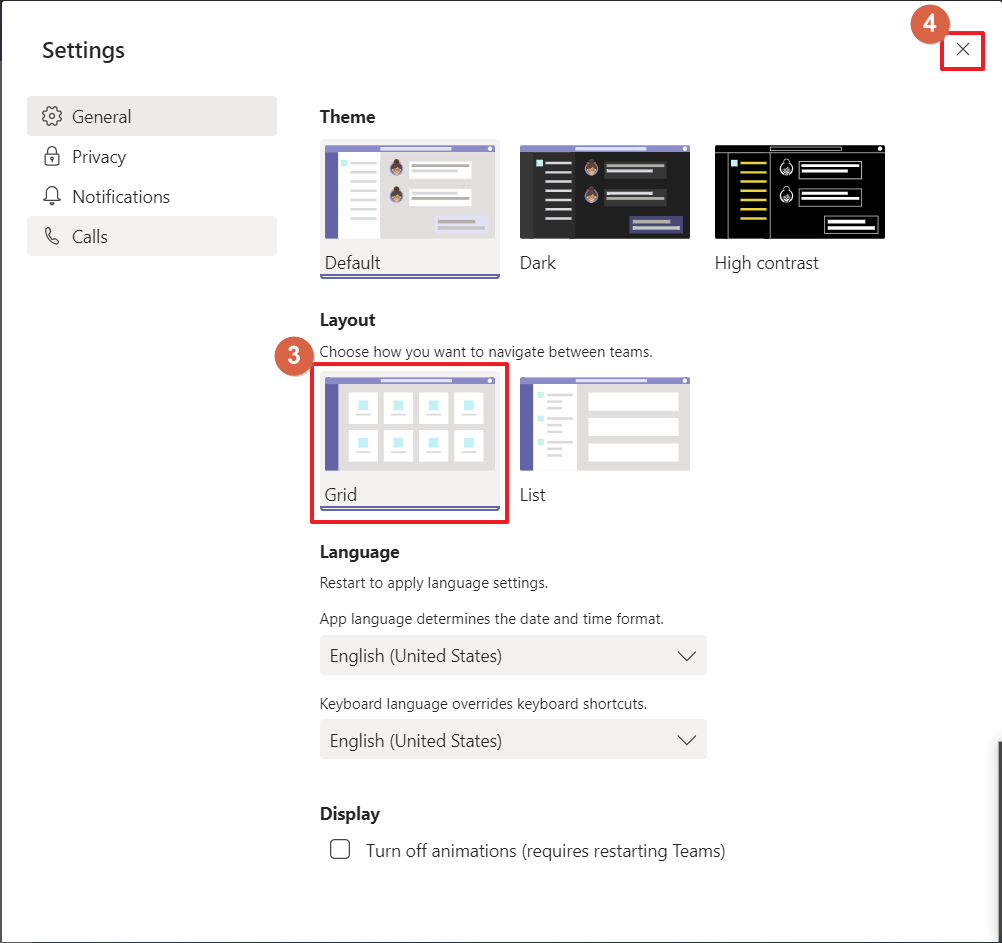 4
Settings
General
Privacy
Notifications
Calls
Theme
Default
Dark
High contrast
Layout
3
Choose how you want to navigate between teams.
Grid
List
Language
Restart to apply language settings.
App language determines the date and time format.
English (United States)
Keyboard language overrides keyboard shortcuts.
English (United States)
Display
Turn off animations (requires restarting Teams)